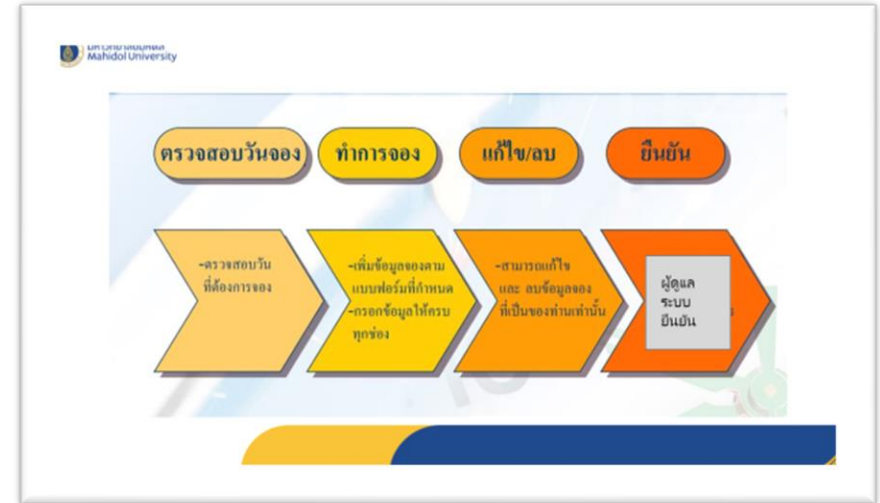 Mahidol University
ตรวจสอบวันจอง
ทำการจอง
แก้ไข/ลบ
ยืนยัน
-ตรวจสอบวัน
ที่ต้องการจอง
-เพิ่มข้อมูลจองตาม
แบบฟอร์มที่กำหนด
-กรอกข้อมูลให้ครบ
ทุกช่อง
-สามารถแก้ไข
และ ลบข้อมูลจอง
ที่เป็นของท่านเท่านั้น
ผู้ดูแล
ระบบ
ยืนยัน